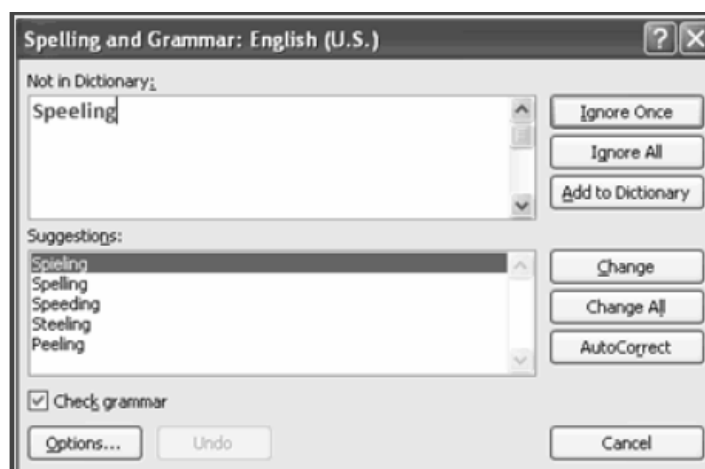 Spelling and Grammar: English (U.S.)
Not in Dictionary:
Speeling
Ignore Once
Ignore All
Add to Dictionary
Suggestions:
Spieling
Spelling
Speeding
Steeling
Peeling
Change
Change All
AutoCorrect
Check grammar
Options...
Undo
Cancel